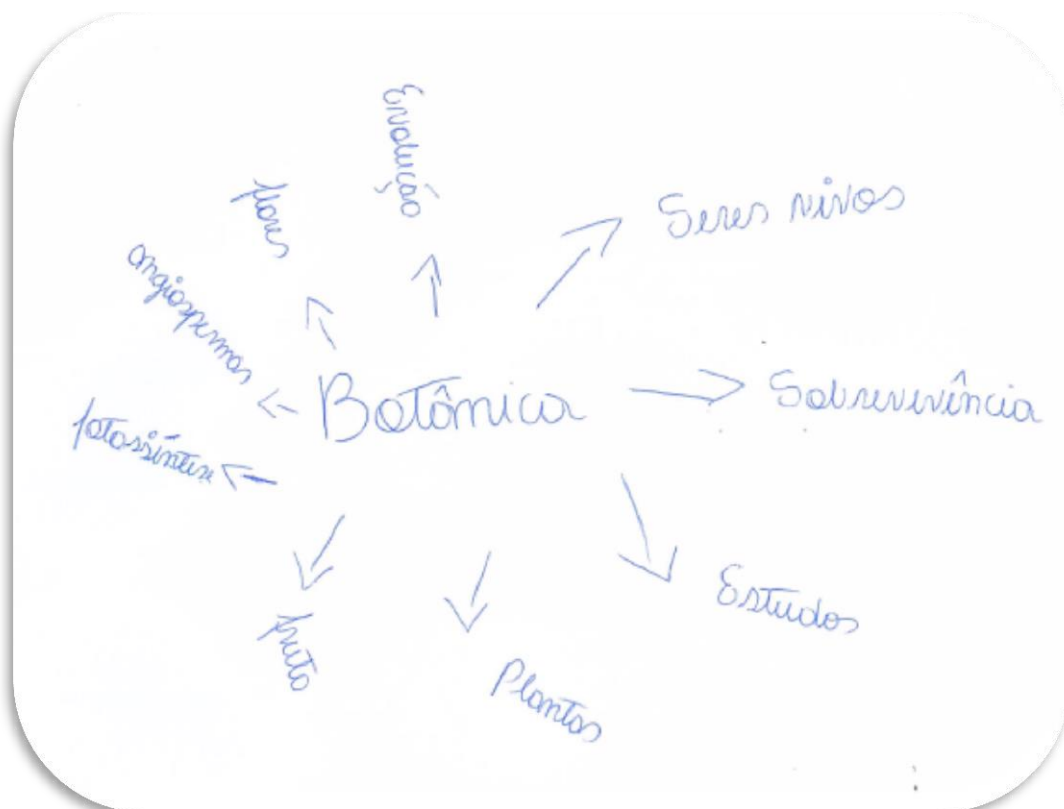 Evolução
flores
Seres vivos
angiospermas
Botânica
Sobrevivência
fotossíntese
Estudos
fruto
Plantas